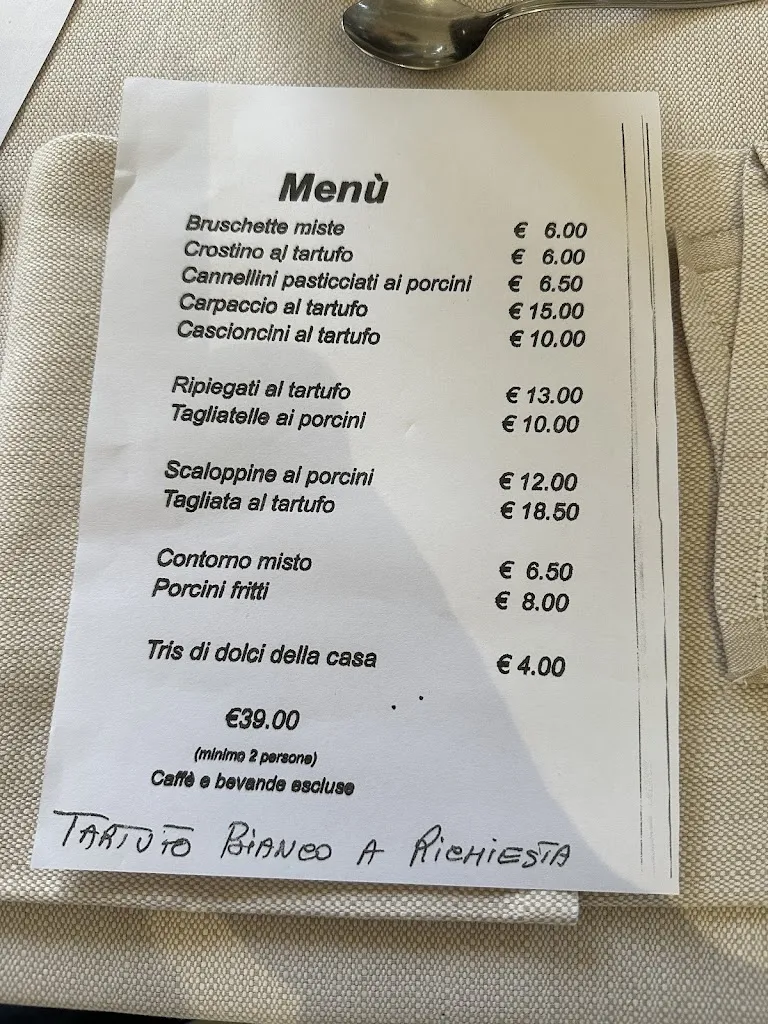 Menù
Bruschette miste € 6.00
Crostino al tartufo € 6.00
Cannellini pasticciati ai porcini € 6.50
Carpaccio al tartufo € 15.00
Cascioncini al tartufo € 10.00
Ripiegati al tartufo € 13.00
Tagliatelle ai porcini € 10.00
Scaloppine ai porcini € 12.00
Tagliata al tartufo € 18.50
Contorno misto € 6.50
Porcini fritti € 8.00
Tris di dolci della casa € 4.00
€39.00
(minimo 2 persone)
Caffè e bevande escluse
TARTUFO BIANCO A RICHIESTA